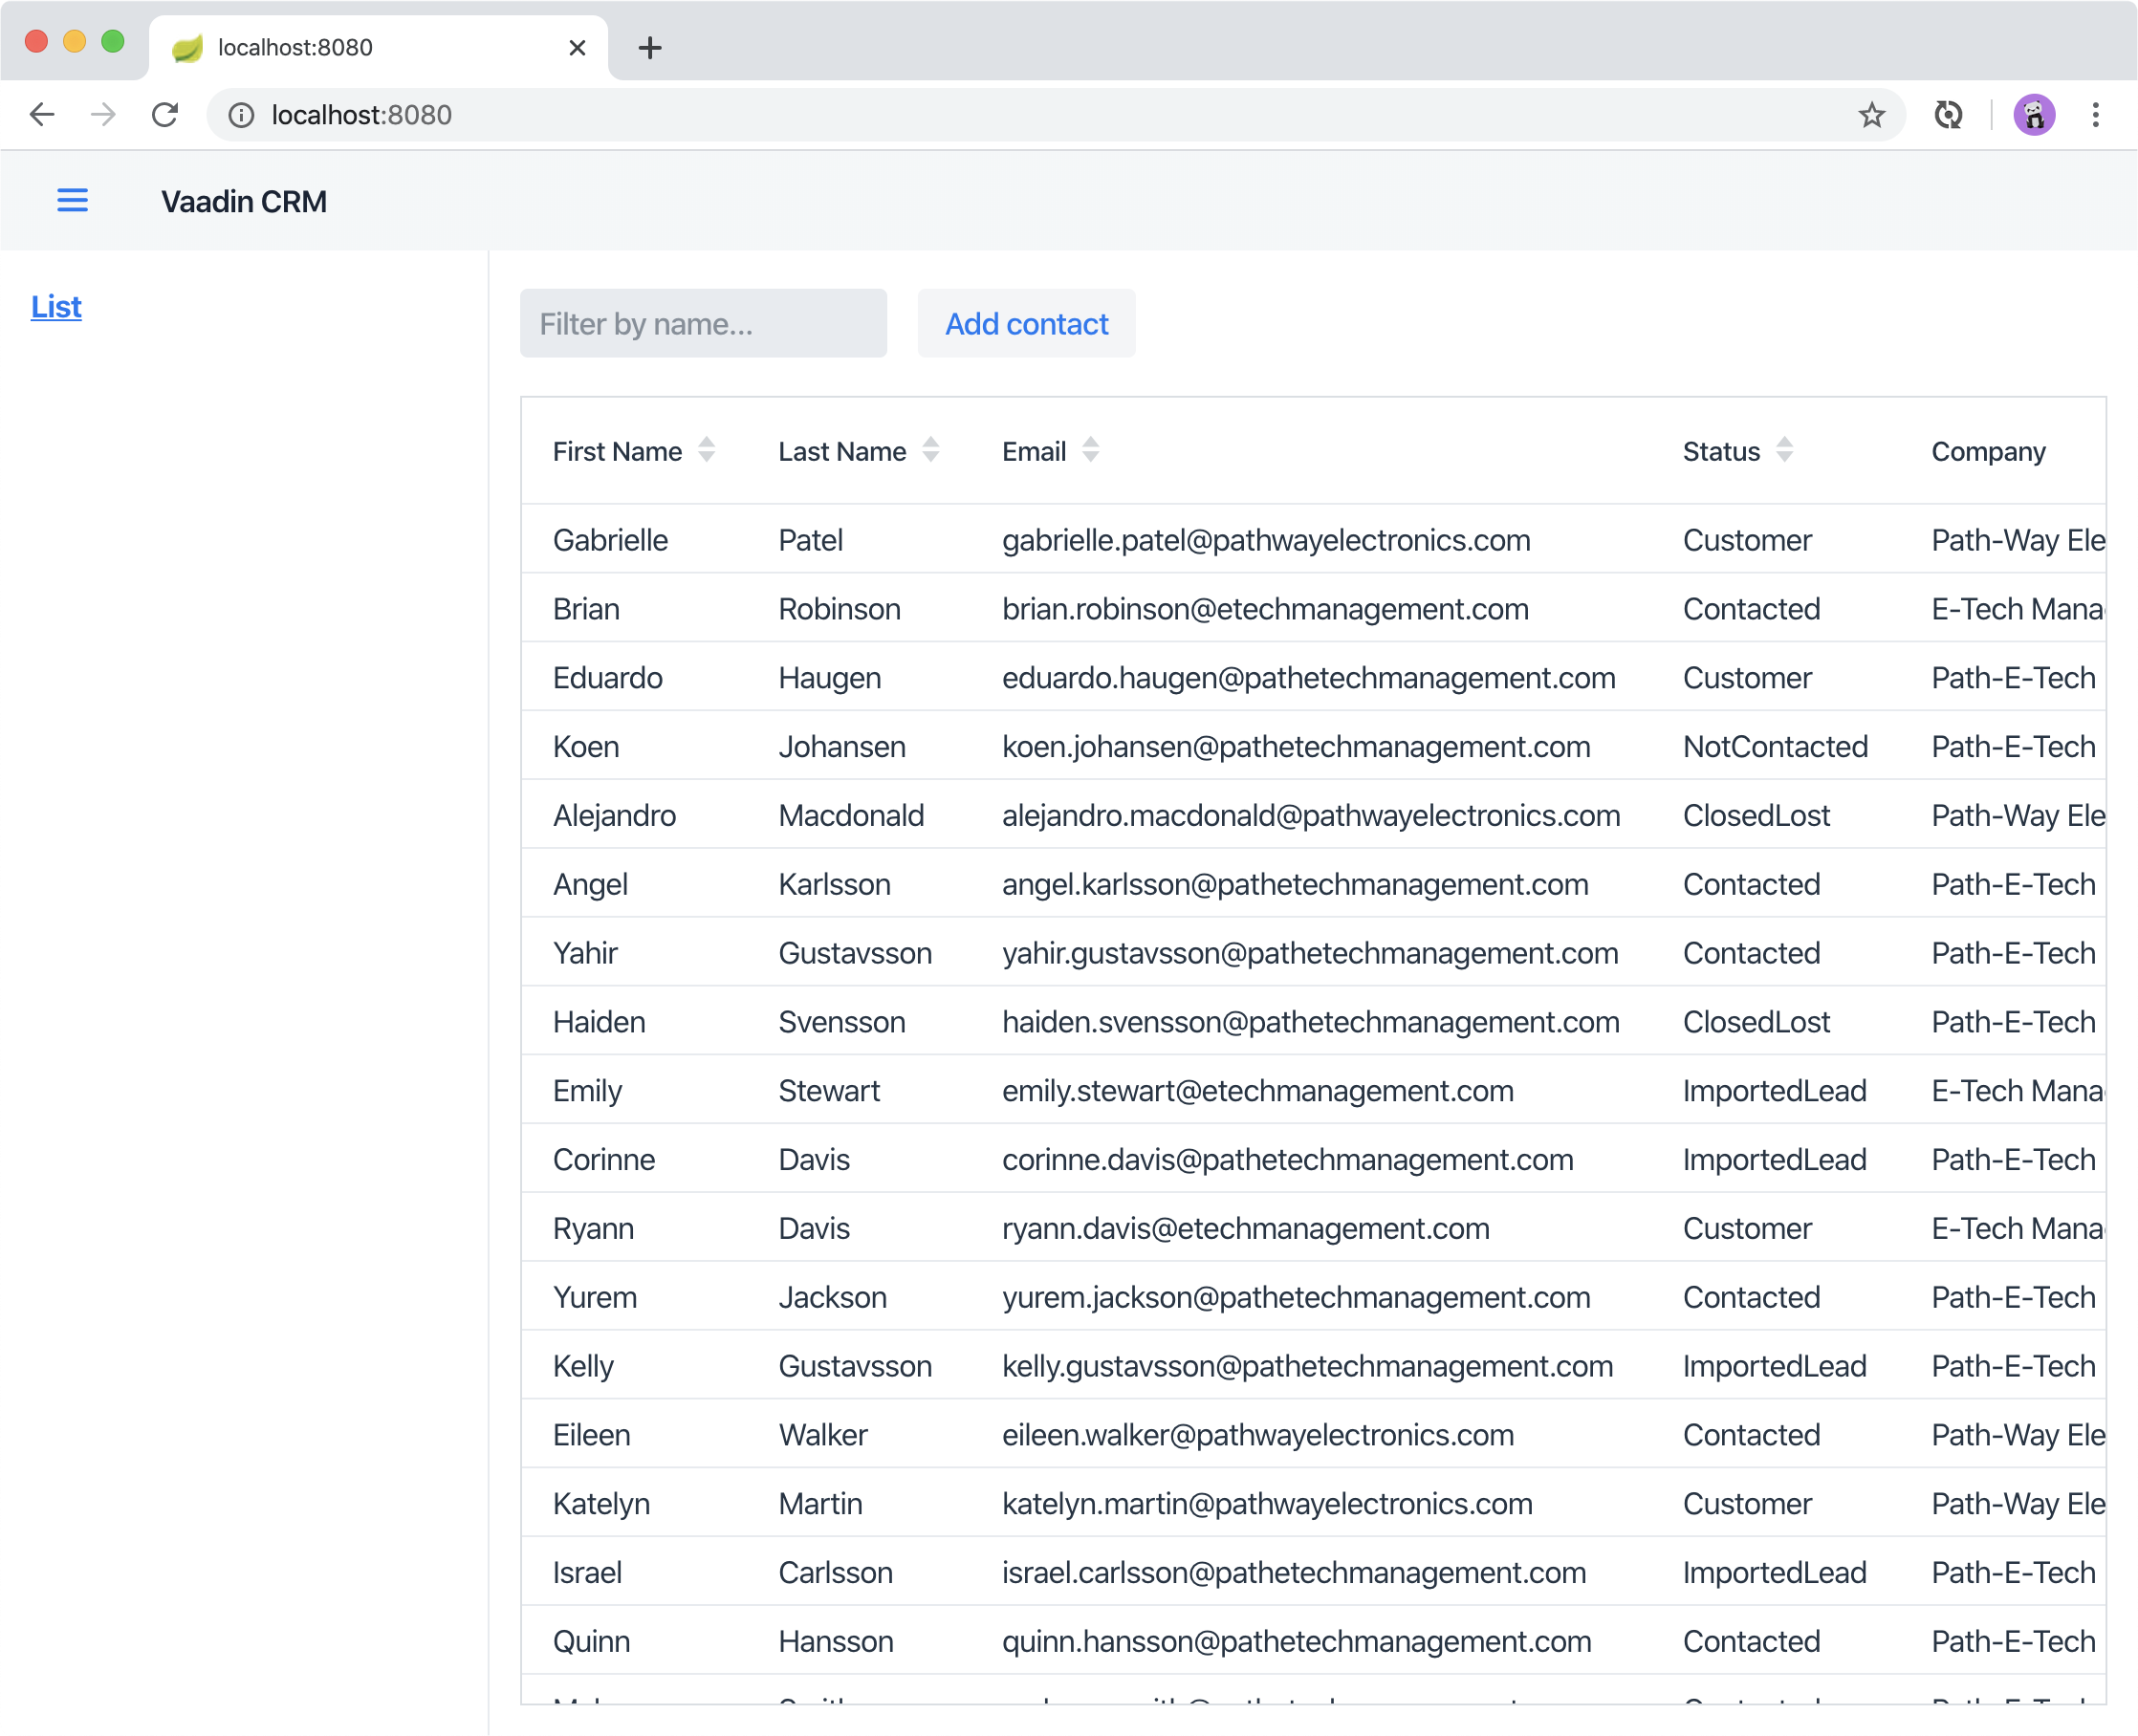 localhost:8080
localhost:8080
Vaadin CRM
List
Filter by name...
Add contact
First Name Last Name Email Status Company
Gabrielle Patel gabrielle.patel@pathwayelectronics.com Customer Path-Way Ele
Brian Robinson brian.robinson@etechmanagement.com Contacted E-Tech Mana
Eduardo Haugen eduardo.haugen@pathetechmanagement.com Customer Path-E-Tech
Koen Johansen koen.johansen@pathetechmanagement.com NotContacted Path-E-Tech
Alejandro Macdonald alejandro.macdonald@pathwayelectronics.com ClosedLost Path-Way Ele
Angel Karlsson angel.karlsson@pathetechmanagement.com Contacted Path-E-Tech
Yahir Gustavsson yahir.gustavsson@pathetechmanagement.com Contacted Path-E-Tech
Haiden Svensson haiden.svensson@pathetechmanagement.com ClosedLost Path-E-Tech
Emily Stewart emily.stewart@etechmanagement.com ImportedLead E-Tech Mana
Corinne Davis corinne.davis@pathetechmanagement.com ImportedLead Path-E-Tech
Ryann Davis ryann.davis@etechmanagement.com Customer E-Tech Mana
Yurem Jackson yurem.jackson@pathetechmanagement.com Contacted Path-E-Tech
Kelly Gustavsson kelly.gustavsson@pathetechmanagement.com ImportedLead Path-E-Tech
Eileen Walker eileen.walker@pathwayelectronics.com Contacted Path-Way Ele
Katelyn Martin katelyn.martin@pathwayelectronics.com Customer Path-Way Ele
Israel Carlsson israel.carlsson@pathetechmanagement.com ImportedLead Path-E-Tech
Quinn Hansson quinn.hansson@pathetechmanagement.com Contacted Path-E-Tech